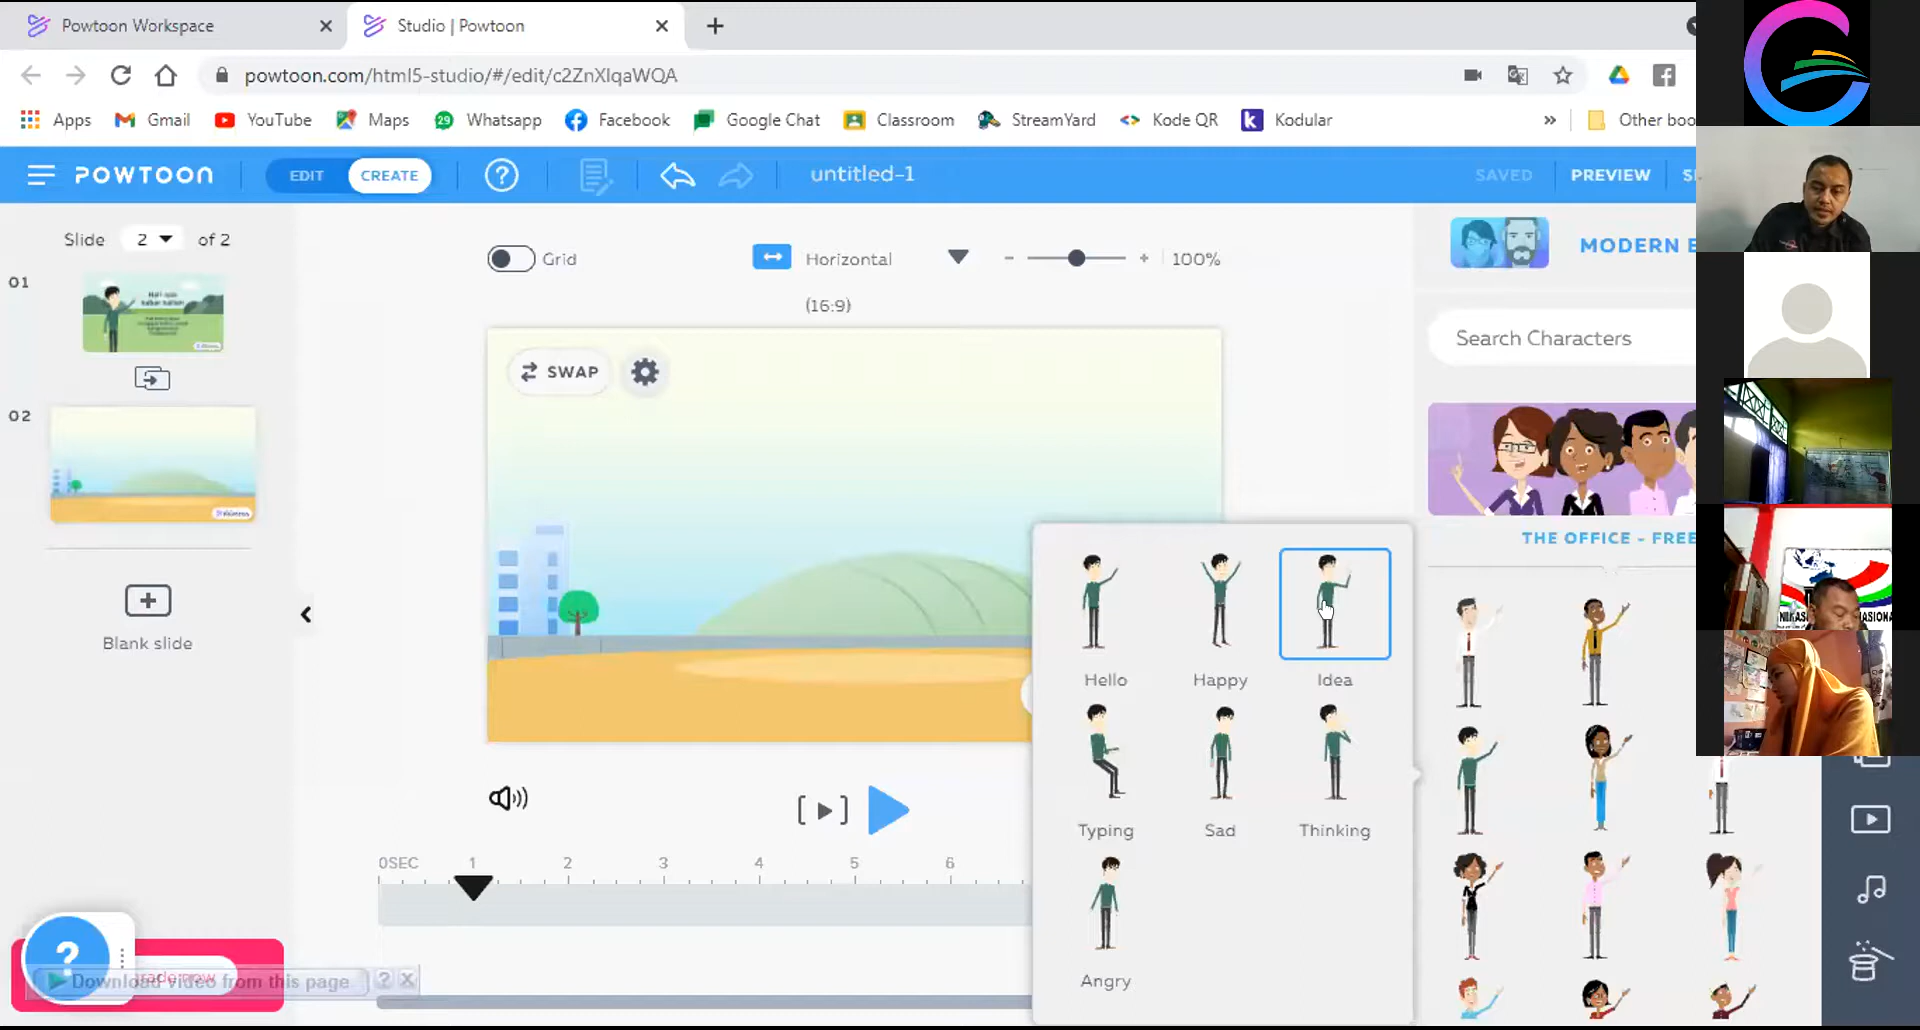 Powtoon Workspace
Studio | Powtoon
powtoon.com/html5-studio/#/edit/c2ZnXlqaWQA
Apps
Gmail
YouTube
Maps
29
Whatsapp
Facebook
Google Chat
Classroom
StreamYard
Kode QR
Kodular
»
Other boo
POWTOON
EDIT
CREATE
?
untitled-1
SAVED
PREVIEW
Slide 2 of 2
Grid
Horizontal
(16:9)
100%
01
02
Blank slide
SWAP
MODERN E
Search Characters
THE OFFICE - FREE
Hello
Happy
Idea
Typing
Sad
Thinking
Angry
0SEC 1 2 3 4 5 6
?
Download video from this page
? X